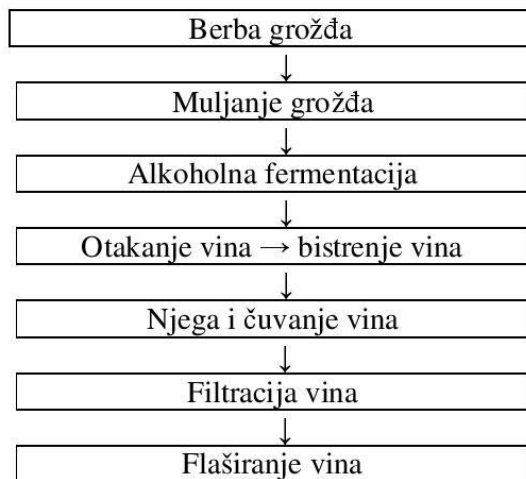 Berba grožđa
↓
Muljanje grožđa
↓
Alkoholna fermentacija
↓
Otakanje vina → bistrenje vina
↓
Njega i čuvanje vina
↓
Filtracija vina
↓
Flaširanje vina